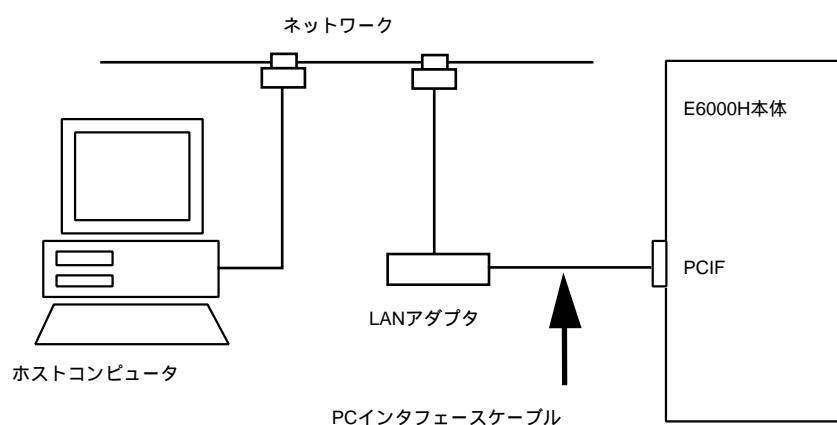 ネットワーク
E6000H本体
PCIF
LANアダプタ
ホストコンピュータ
PCインタフェースケーブル